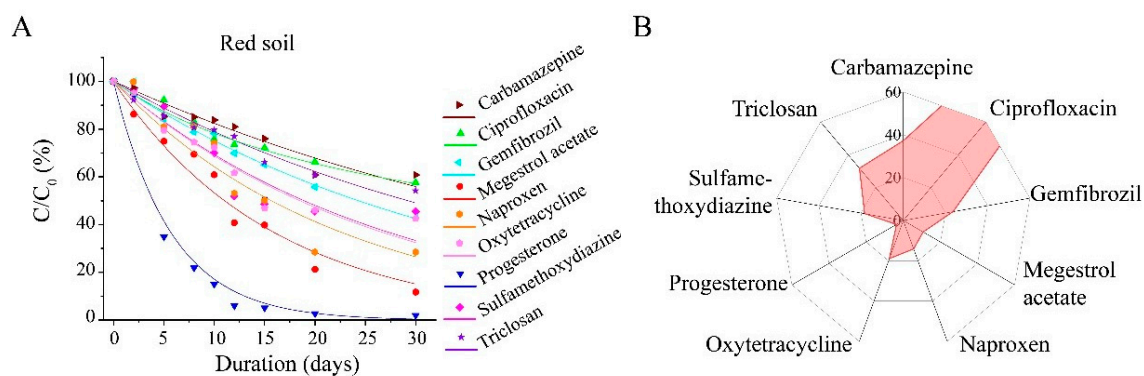 A
Red soil
C/C0 (%)
100
80
60
40
20
0
0
5
10
15
20
25
30
Duration (days)
Carbamazepine
Ciprofloxacin
Gemfibrozil
Megestrol acetate
Naproxen
Oxytetracycline
Progesterone
Sulfamethoxydiazine
Triclosan
B
Carbamazepine
60
Triclosan
Ciprofloxacin
40
Sulfame-
thoxydiazine
20
Gemfibrozil
0
Progesterone
Megestrol
acetate
Oxytetracycline
Naproxen